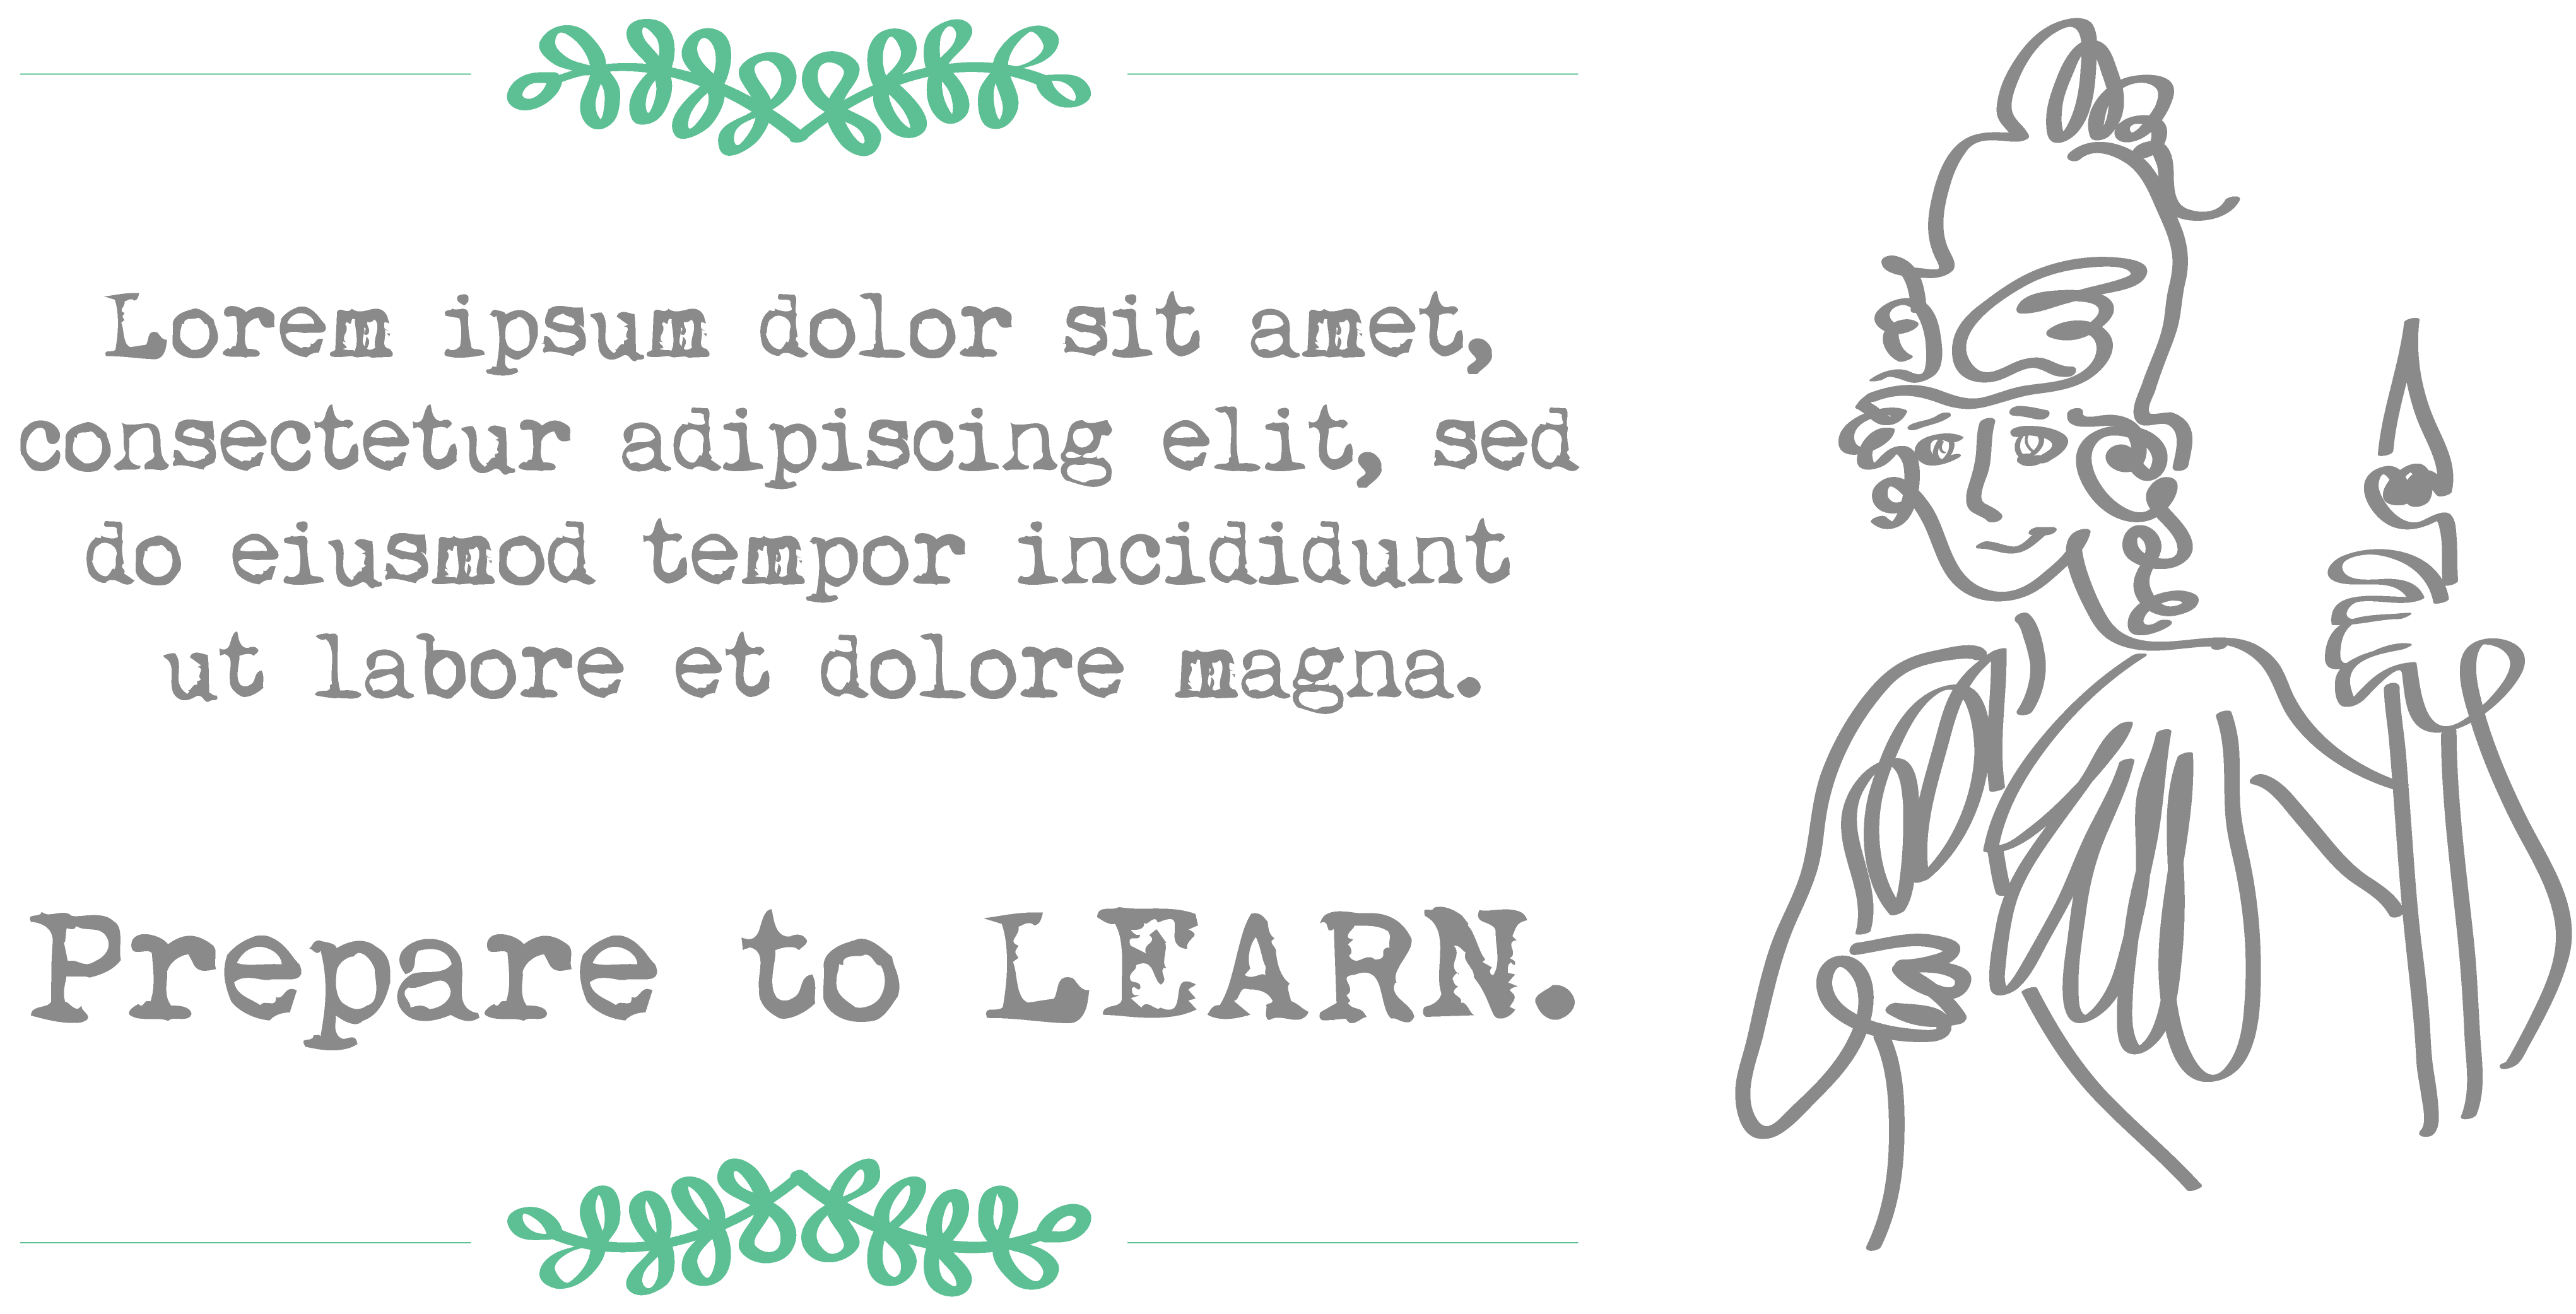 Lorem ipsum dolor sit amet,
consectetur adipiscing elit, sed
do eiusmod tempor incididunt
ut labore et dolore magna.
Prepare to LEARN.